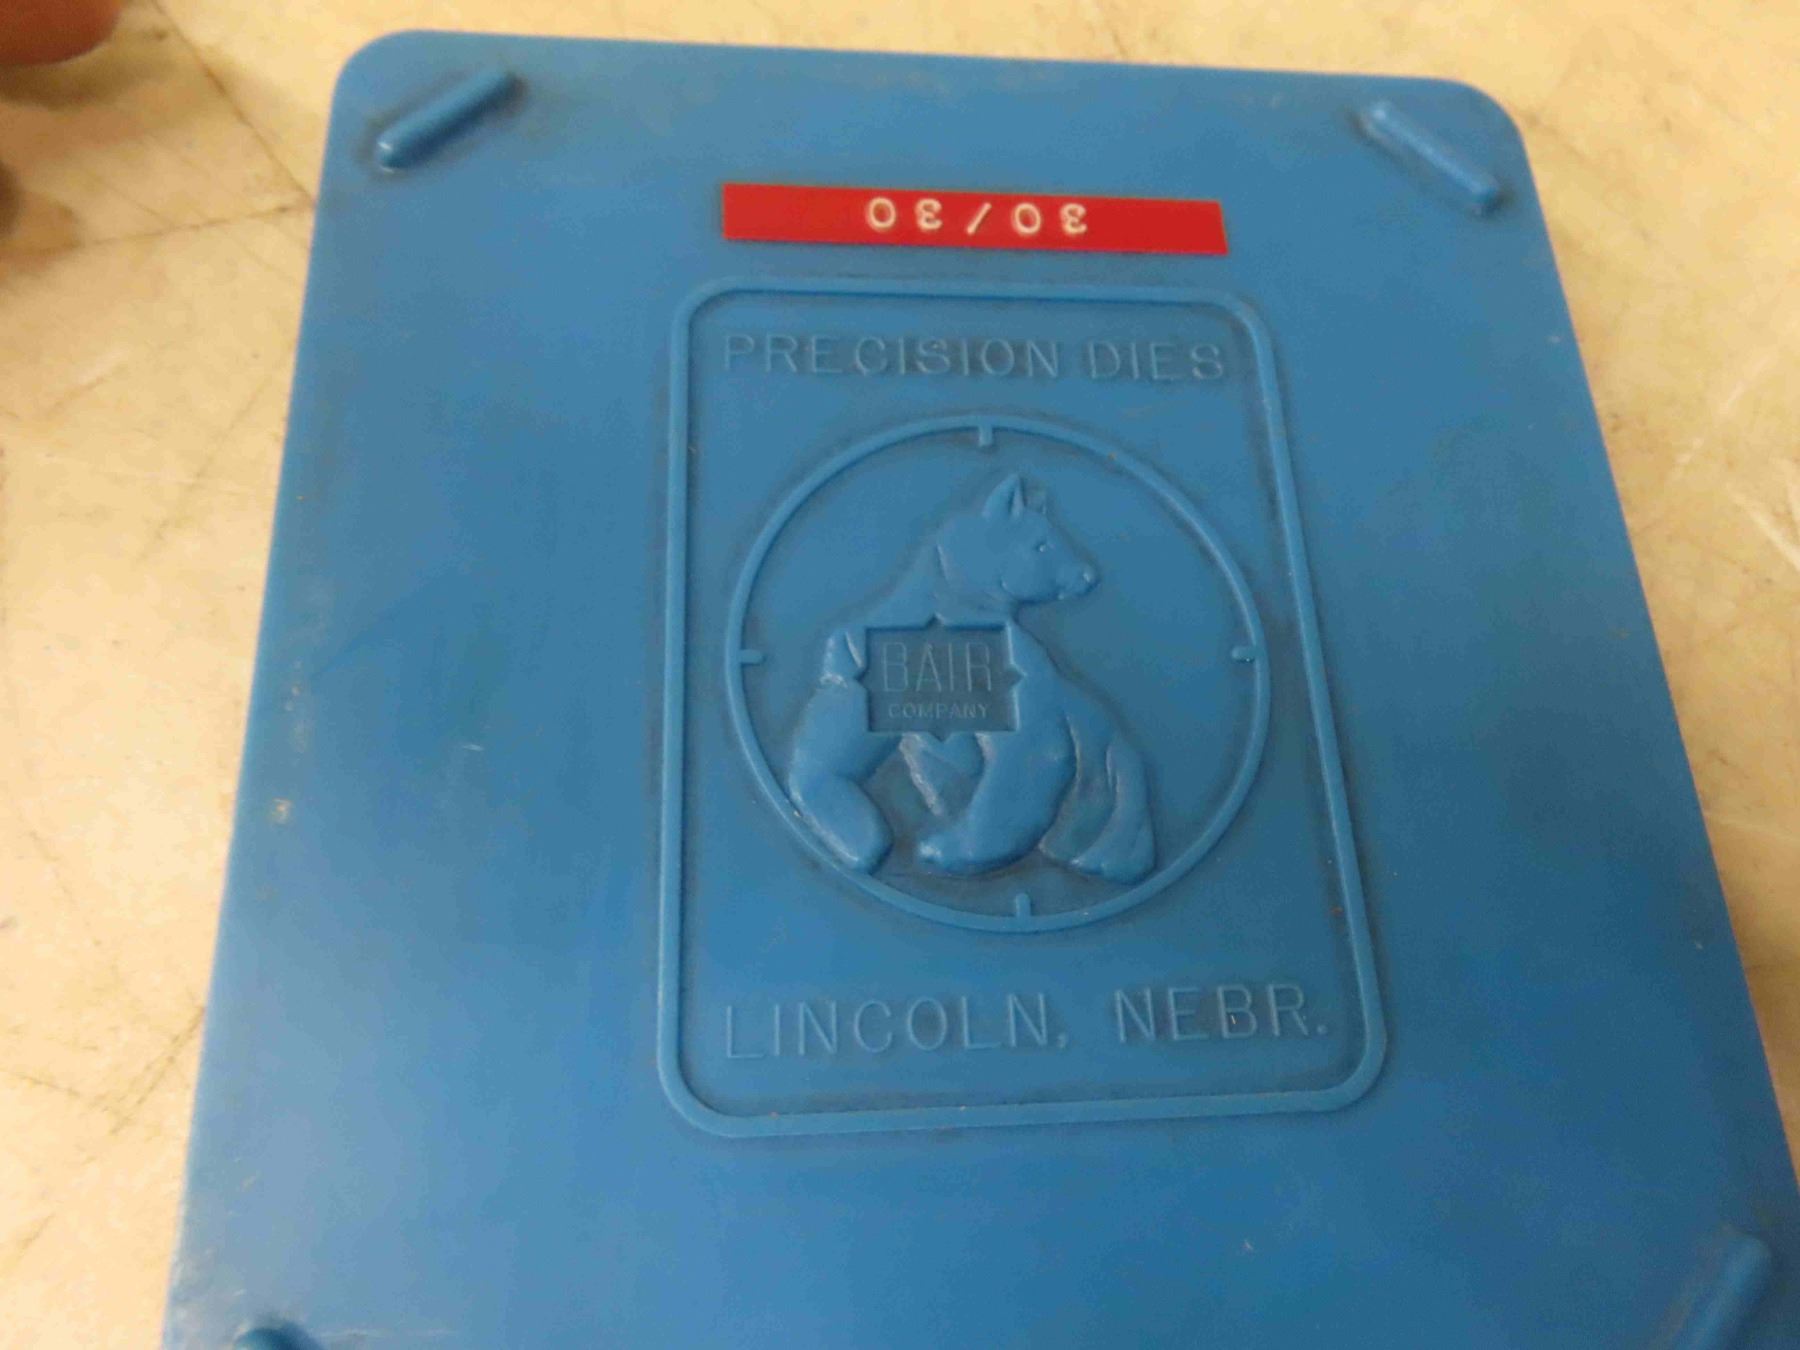 30/30
PRECISION DIES
BAIR
COMPANY
LINCOLN, NEBR.